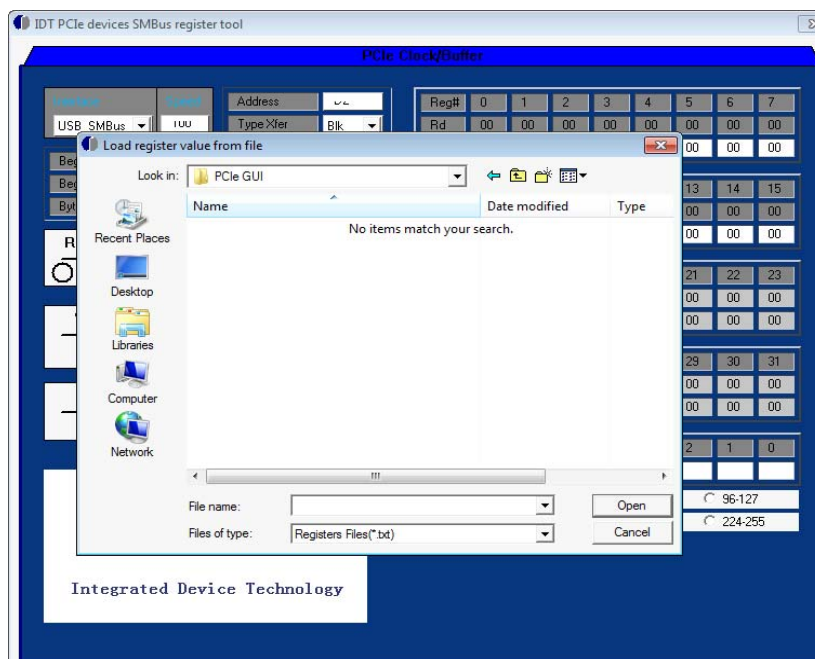 IDT PCIe devices SMBus register tool
PCIe Clock/Buffer
Address
Reg# 0 1 2 3 4 5 6 7
USB SMBus 100 Type Xfer Blk Rd 00 00 00 00 00 00 00 00
00 00 00
Load register value from file
Look in: PCIe GUI
Name Date modified Type
No items match your search.
Recent Places
Desktop
Libraries
Computer
Network
File name: Open
Files of type: Registers Files(*.txt) Cancel
13 14 15
00 00 00
00 00 00
21 22 23
00 00 00
00 00 00
29 30 31
00 00 00
00 00 00
2 1 0
96-127
224-255
Integrated Device Technology